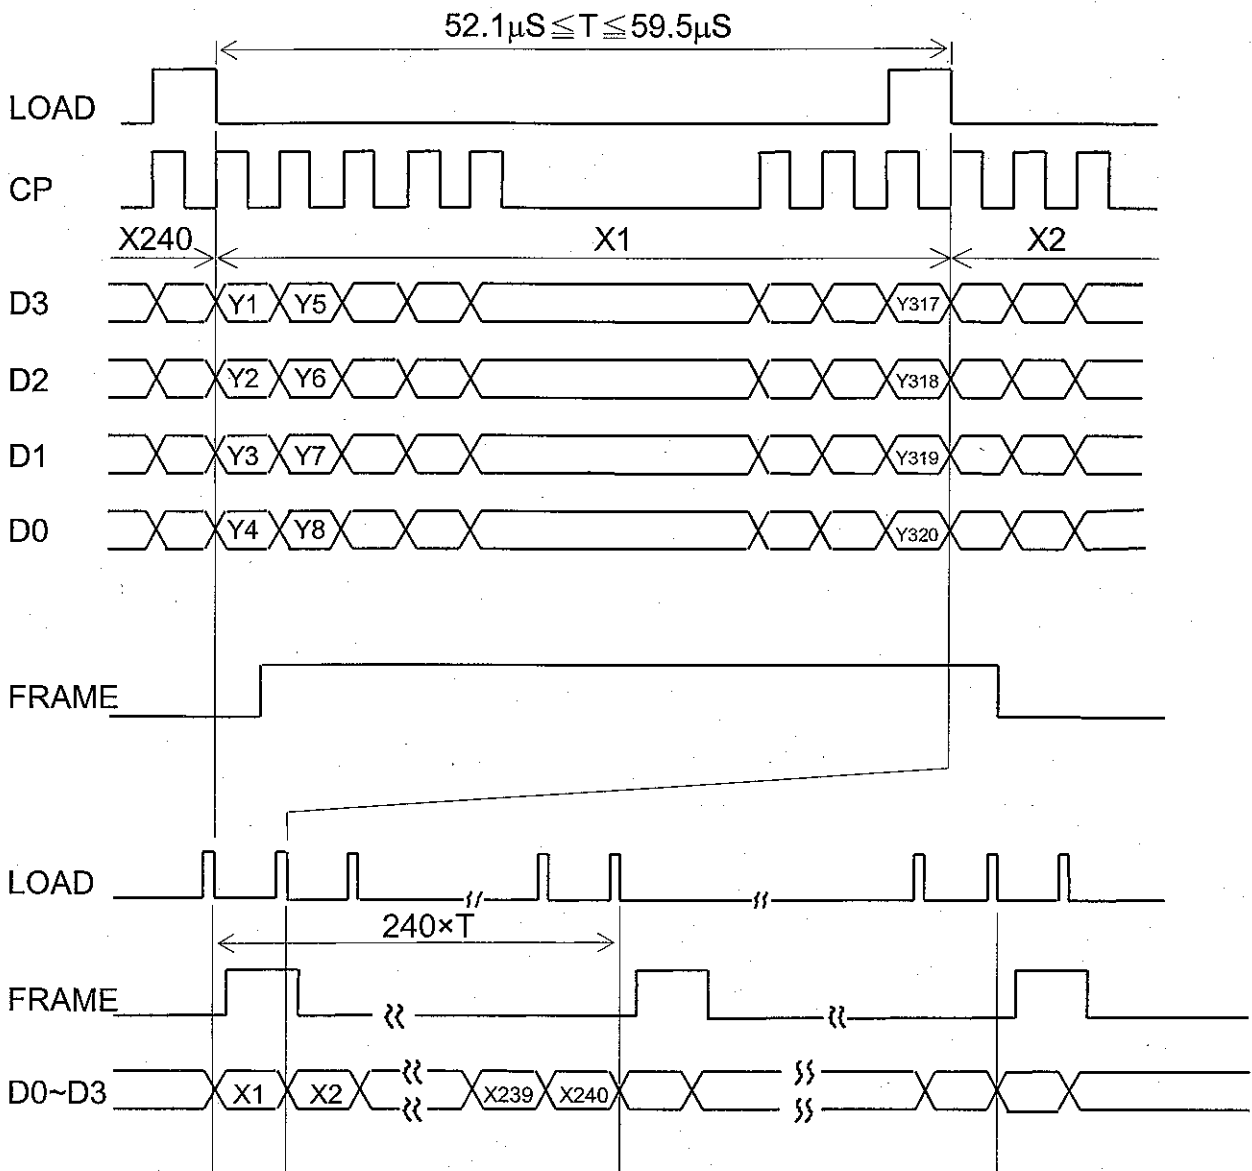 52.1µS≦T≦59.5µS
LOAD
CP
X240 X1 X2
D3 Y1 Y5 Y317
D2 Y2 Y6 Y318
D1 Y3 Y7 Y319
D0 Y4 Y8 Y320
FRAME
LOAD
240×T
FRAME
D0~D3 X1 X2 X239 X240